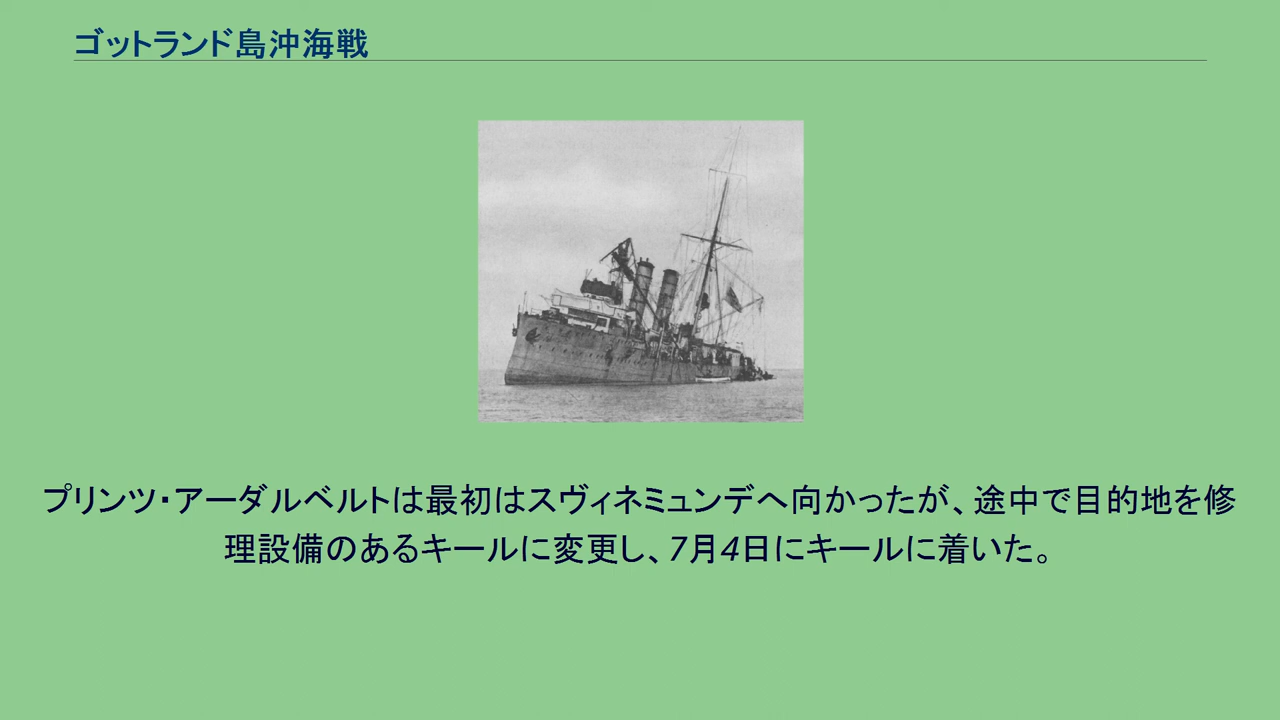 ゴットランド島沖海戦
プリンツ・アーダルベルトは最初はスヴィネミュンデへ向かったが、途中で目的地を修
理設備のあるキールに変更し、7月4日にキールに着いた。